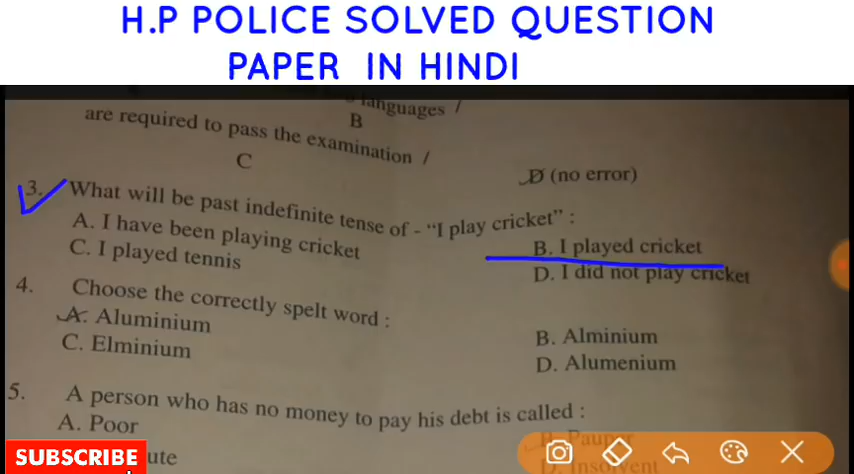 H.P POLICE SOLVED QUESTION
PAPER IN HINDI
languages /
B
are required to pass the examination /
C
D (no error)
3. What will be past indefinite tense of - “I play cricket” :
A. I have been playing cricket
B. I played cricket
C. I played tennis
D. I did not play cricket
4. Choose the correctly spelt word :
A. Aluminium
B. Alminium
C. Elminium
D. Alumenium
5. A person who has no money to pay his debt is called :
A. Poor
B. Pauper
ute
D. Insolvent
SUBSCRIBE